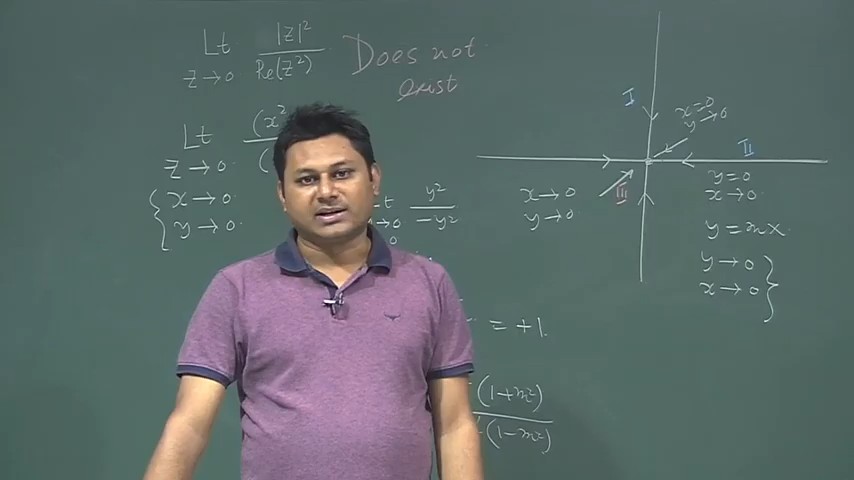 Lt |Z|²
z→0 Re(Z²)
Does not
exist
Lt (x²
z→0 (
x→0
y→0
y²
→0 -y²
= +1.
(1+m²)
(1-m²)
I
x=0
y→0
II
y=0
x→0
III
x→0
y→0
y=mx
y→0
x→0